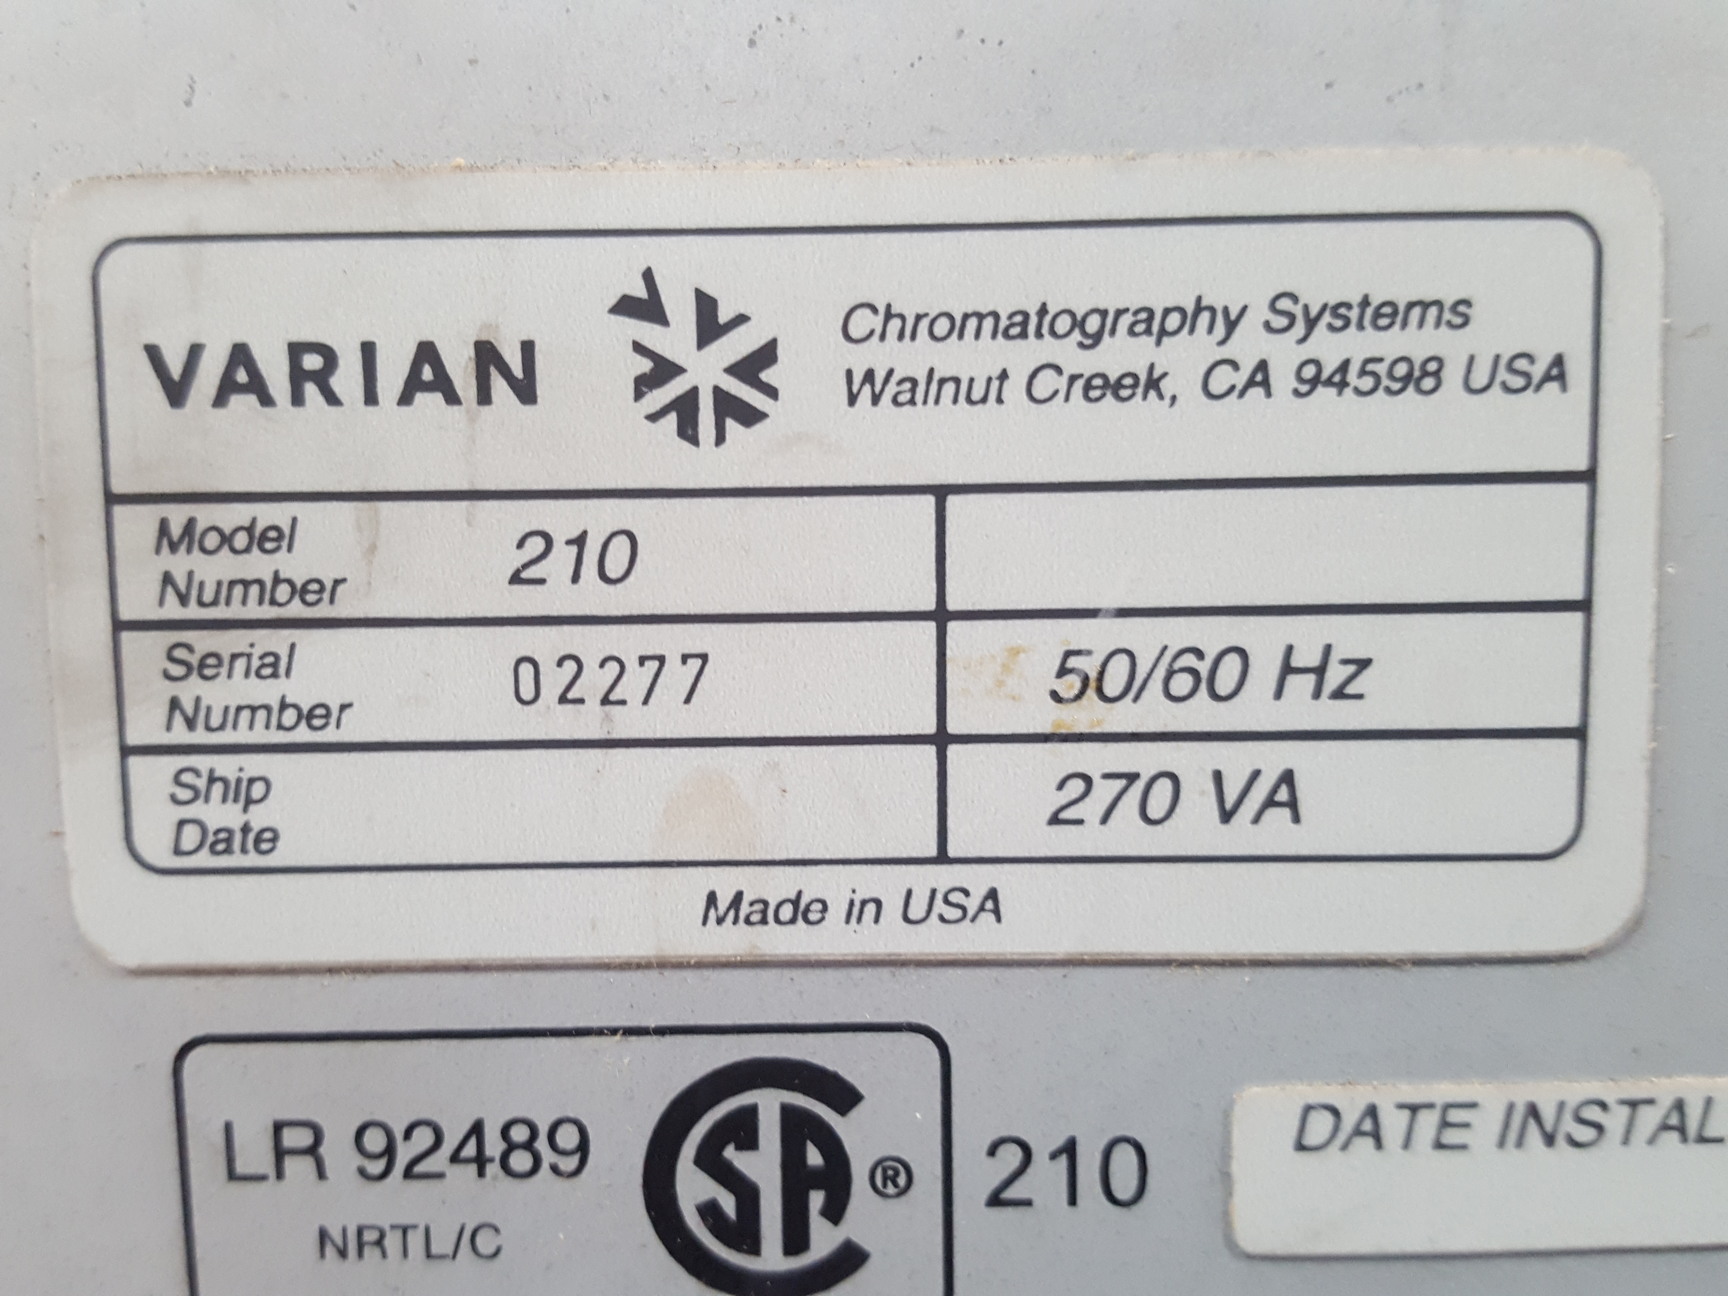 VARIAN
Chromatography Systems
Walnut Creek, CA 94598 USA
Model
Number
210
Serial
Number
02277
50/60 Hz
Ship
Date
270 VA
Made in USA
LR 92489
NRTL/C
CSA ®
210
DATE INSTAL